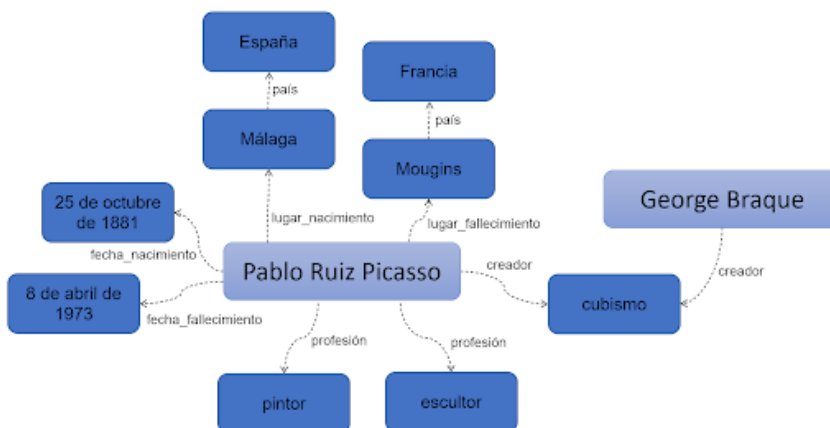 España
Francia
país
país
Málaga
Mougins
25 de octubre
de 1881
George Braque
lugar_nacimiento
lugar_fallecimiento
fecha_nacimiento
Pablo Ruiz Picasso
creador
creador
8 de abril de
1973
cubismo
fecha_fallecimiento
profesión
profesión
pintor
escultor